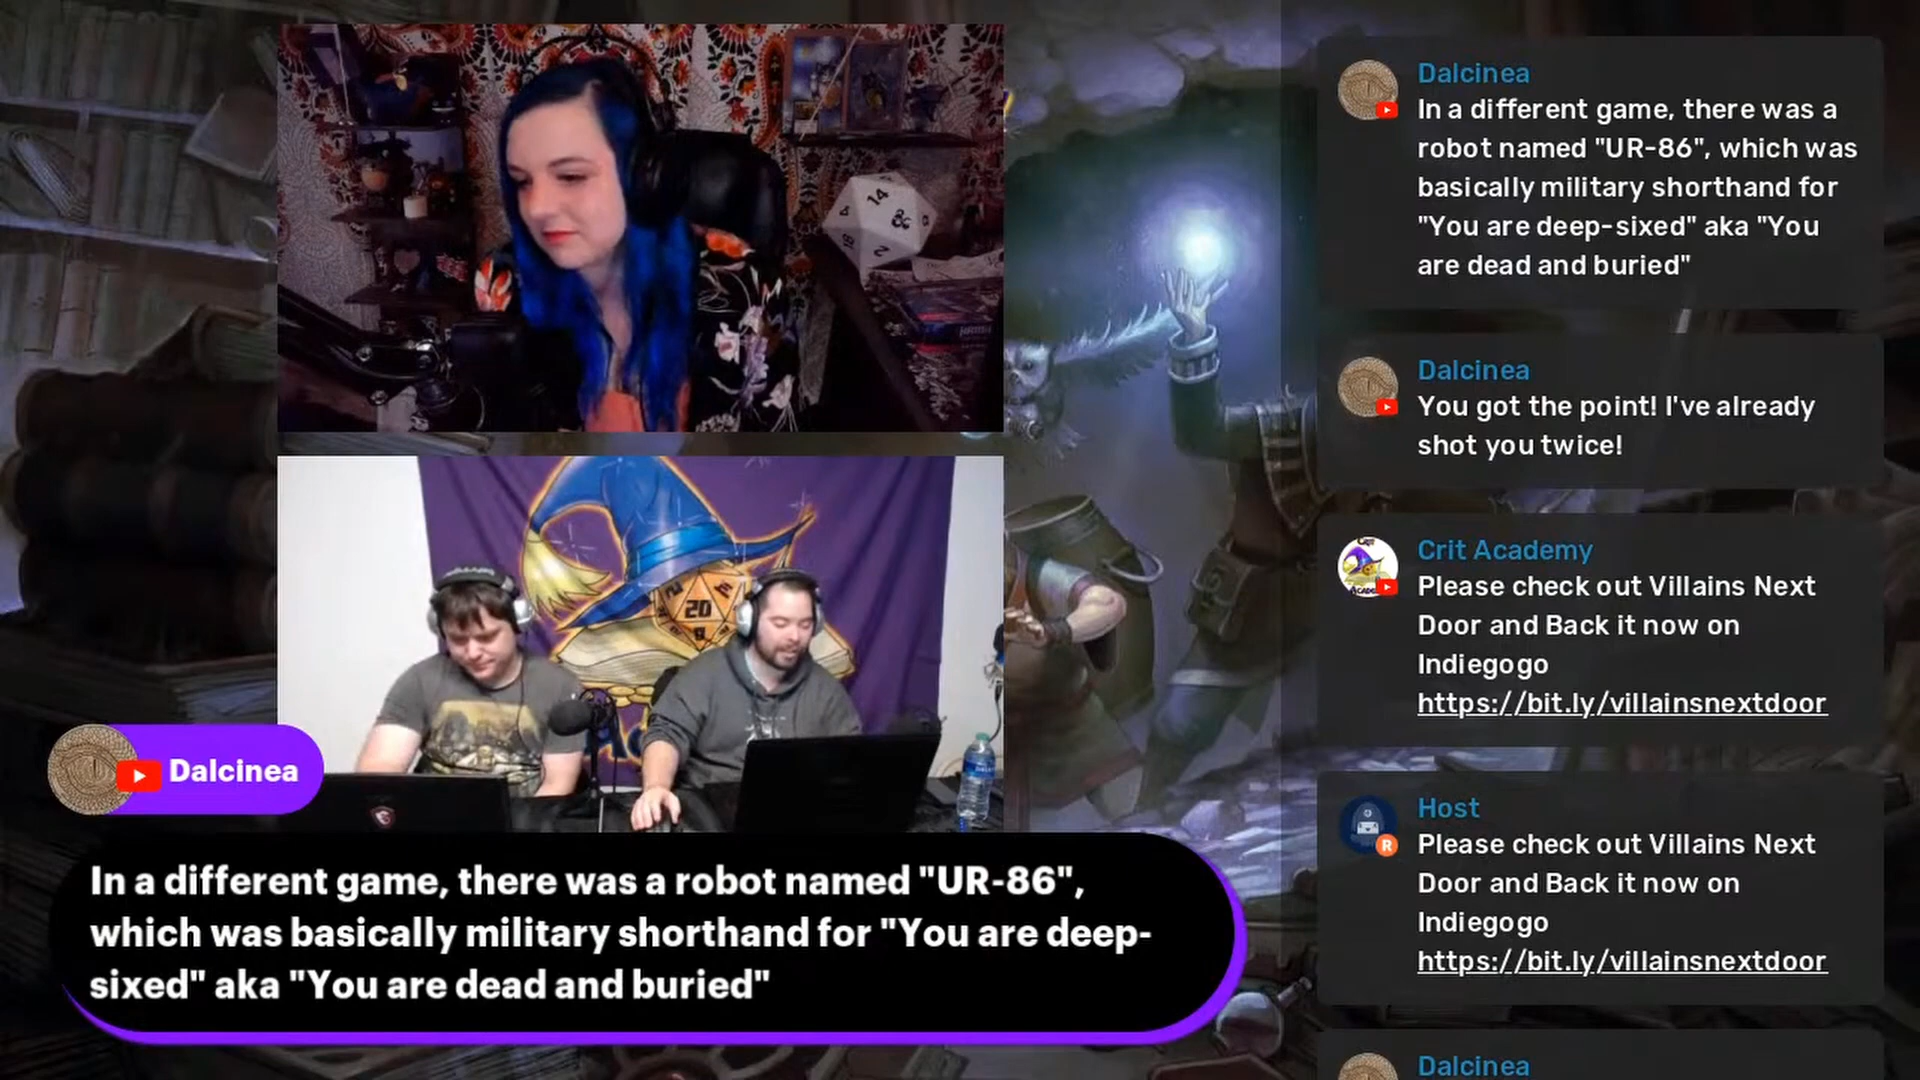 Dalcinea
In a different game, there was a
robot named "UR-86", which was
basically military shorthand for
"You are deep-sixed" aka "You
are dead and buried"
Dalcinea
You got the point! I've already
shot you twice!
Crit Academy
Please check out Villains Next
Door and Back it now on
Indiegogo
https://bit.ly/villainsnextdoor
Host
Please check out Villains Next
Door and Back it now on
Indiegogo
https://bit.ly/villainsnextdoor
Dalcinea
14
2
20
Dalcinea
In a different game, there was a robot named "UR-86",
which was basically military shorthand for "You are deep-
sixed" aka "You are dead and buried"
R